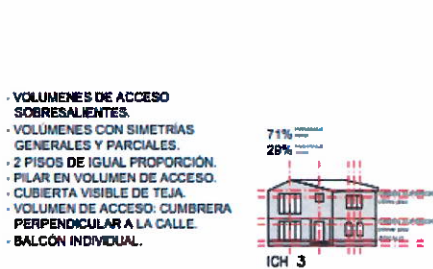 - VOLUMENES DE ACCESO
SOBRESALIENTES.
- VOLÚMENES CON SIMETRÍAS
GENERALES Y PARCIALES.
- 2 PISOS DE IGUAL PROPORCIÓN.
- PILAR EN VOLUMEN DE ACCESO.
- CUBIERTA VISIBLE DE TEJA.
- VOLUMEN DE ACCESO: CUMBRERA
PERPENDICULAR A LA CALLE.
- BALCÓN INDIVIDUAL.
71%
29%
ICH 3